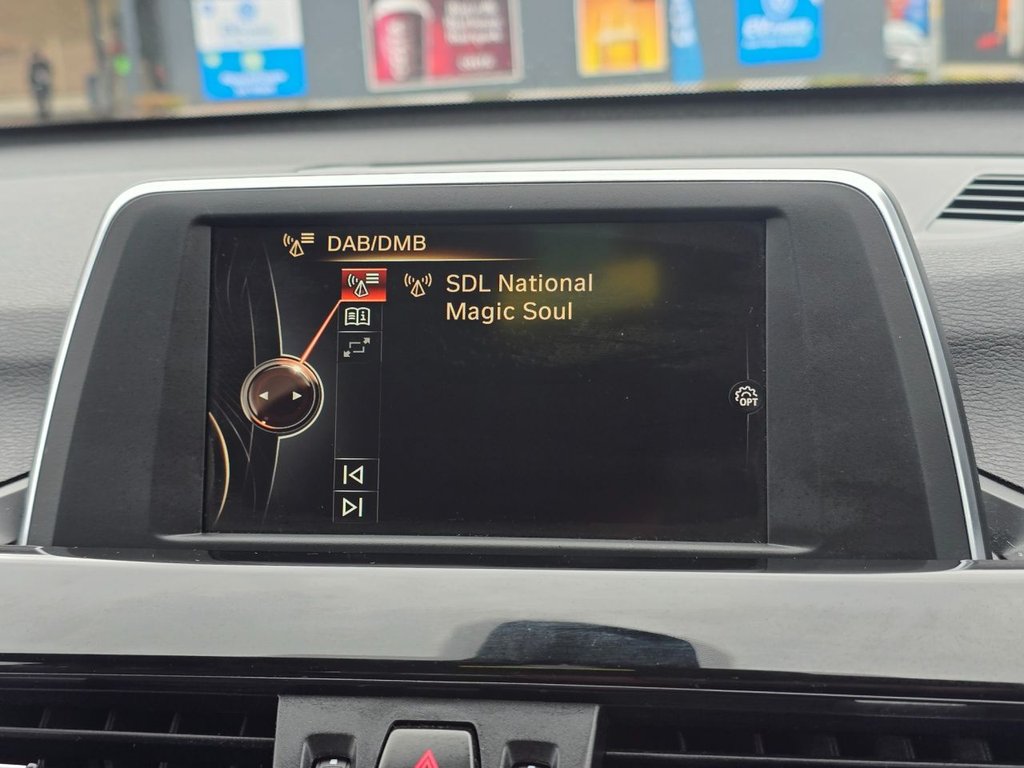 DAB/DMB
SDL National
Magic Soul
OPT